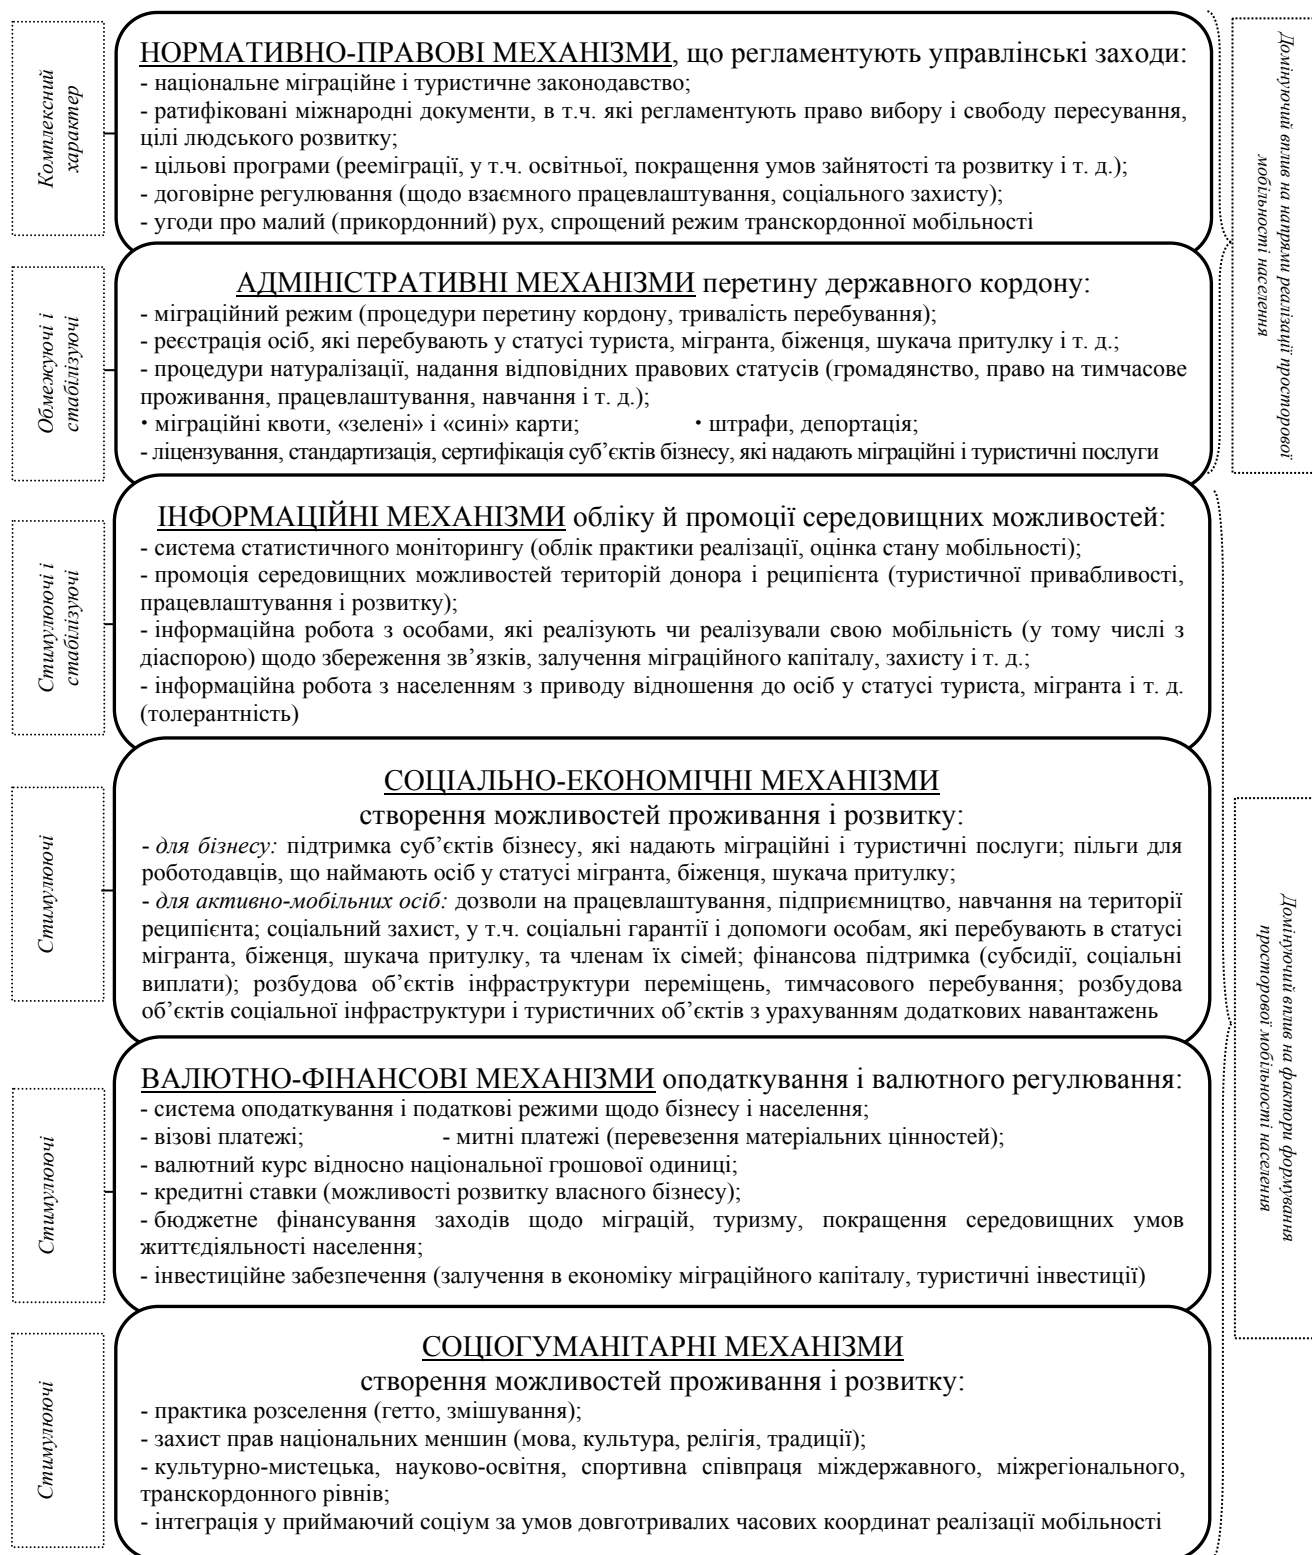 Комплексний
характер
НОРМАТИВНО-ПРАВОВІ МЕХАНІЗМИ, що регламентують управлінські заходи:
- національне міграційне і туристичне законодавство;
- ратифіковані міжнародні документи, в т.ч. які регламентують право вибору і свободу пересування,
цілі людського розвитку;
- цільові програми (рееміграції, у т.ч. освітньої, покращення умов зайнятості та розвитку і т. д.);
- договірне регулювання (щодо взаємного працевлаштування, соціального захисту);
- угоди про малий (прикордонний) рух, спрощений режим транскордонної мобільності
Обмежуючі і
стабілізуючі
АДМІНІСТРАТИВНІ МЕХАНІЗМИ перетину державного кордону:
- міграційний режим (процедури перетину кордону, тривалість перебування);
- реєстрація осіб, які перебувають у статусі туриста, мігранта, біженця, шукача притулку і т. д.;
- процедури натуралізації, надання відповідних правових статусів (громадянство, право на тимчасове
проживання, працевлаштування, навчання і т. д.);
• міграційні квоти, «зелені» і «сині» карти; • штрафи, депортація;
- ліцензування, стандартизація, сертифікація суб’єктів бізнесу, які надають міграційні і туристичні послуги
Домінуючий вплив на напрями реалізації просторової
мобільності населення
Стимулюючі і
стабілізуючі
ІНФОРМАЦІЙНІ МЕХАНІЗМИ обліку й промоції середовищних можливостей:
- система статистичного моніторингу (облік практики реалізації, оцінка стану мобільності);
- промоція середовищних можливостей територій донора і реципієнта (туристичної привабливості,
працевлаштування і розвитку);
- інформаційна робота з особами, які реалізують чи реалізували свою мобільність (у тому числі з
діаспорою) щодо збереження зв’язків, залучення міграційного капіталу, захисту і т. д.;
- інформаційна робота з населенням з приводу відношення до осіб у статусі туриста, мігранта і т. д.
(толерантність)
Стимулюючі
СОЦІАЛЬНО-ЕКОНОМІЧНІ МЕХАНІЗМИ
створення можливостей проживання і розвитку:
- для бізнесу: підтримка суб’єктів бізнесу, які надають міграційні і туристичні послуги; пільги для
роботодавців, що наймають осіб у статусі мігранта, біженця, шукача притулку;
- для активно-мобільних осіб: дозволи на працевлаштування, підприємництво, навчання на території
реципієнта; соціальний захист, у т.ч. соціальні гарантії і допомоги особам, які перебувають в статусі
мігранта, біженця, шукача притулку, та членам їх сімей; фінансова підтримка (субсидії, соціальні
виплати); розбудова об’єктів інфраструктури переміщень, тимчасового перебування; розбудова
об’єктів соціальної інфраструктури і туристичних об’єктів з урахуванням додаткових навантажень
Стимулюючі
ВАЛЮТНО-ФІНАНСОВІ МЕХАНІЗМИ оподаткування і валютного регулювання:
- система оподаткування і податкові режими щодо бізнесу і населення;
- візові платежі; - митні платежі (перевезення матеріальних цінностей);
- валютний курс відносно національної грошової одиниці;
- кредитні ставки (можливості розвитку власного бізнесу);
- бюджетне фінансування заходів щодо міграцій, туризму, покращення середовищних умов
життєдіяльності населення;
- інвестиційне забезпечення (залучення в економіку міграційного капіталу, туристичні інвестиції)
Стимулюючі
СОЦІОГУМАНІТАРНІ МЕХАНІЗМИ
створення можливостей проживання і розвитку:
- практика розселення (гетто, змішування);
- захист прав національних меншин (мова, культура, релігія, традиції);
- культурно-мистецька, науково-освітня, спортивна співпраця міждержавного, міжрегіонального,
транскордонного рівнів;
- інтеграція у приймаючий соціум за умов довготривалих часових координат реалізації мобільності
Домінуючий вплив на фактори формування
просторової мобільності населення